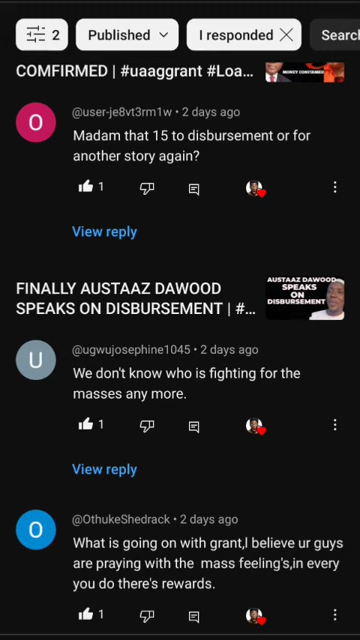 2 Published I responded Search
COMFIRMED | #uaaggrant #Loa...
MONEY CONFIRMED
@user-je8vt3rm1w • 2 days ago
Madam that 15 to disbursement or for
another story again?
1
View reply
FINALLY AUSTAAZ DAWOOD
SPEAKS ON DISBURSEMENT | #...
AUSTAAZ DAWOOD
SPEAKS
ON
DISBURSEMENT
@ugwujosephine1045 • 2 days ago
We don't know who is fighting for the
masses any more.
1
View reply
@OthukeShedrack • 2 days ago
What is going on with grant,I believe ur guys
are praying with the mass feeling's,in every
you do there's rewards.
1
O
U
O